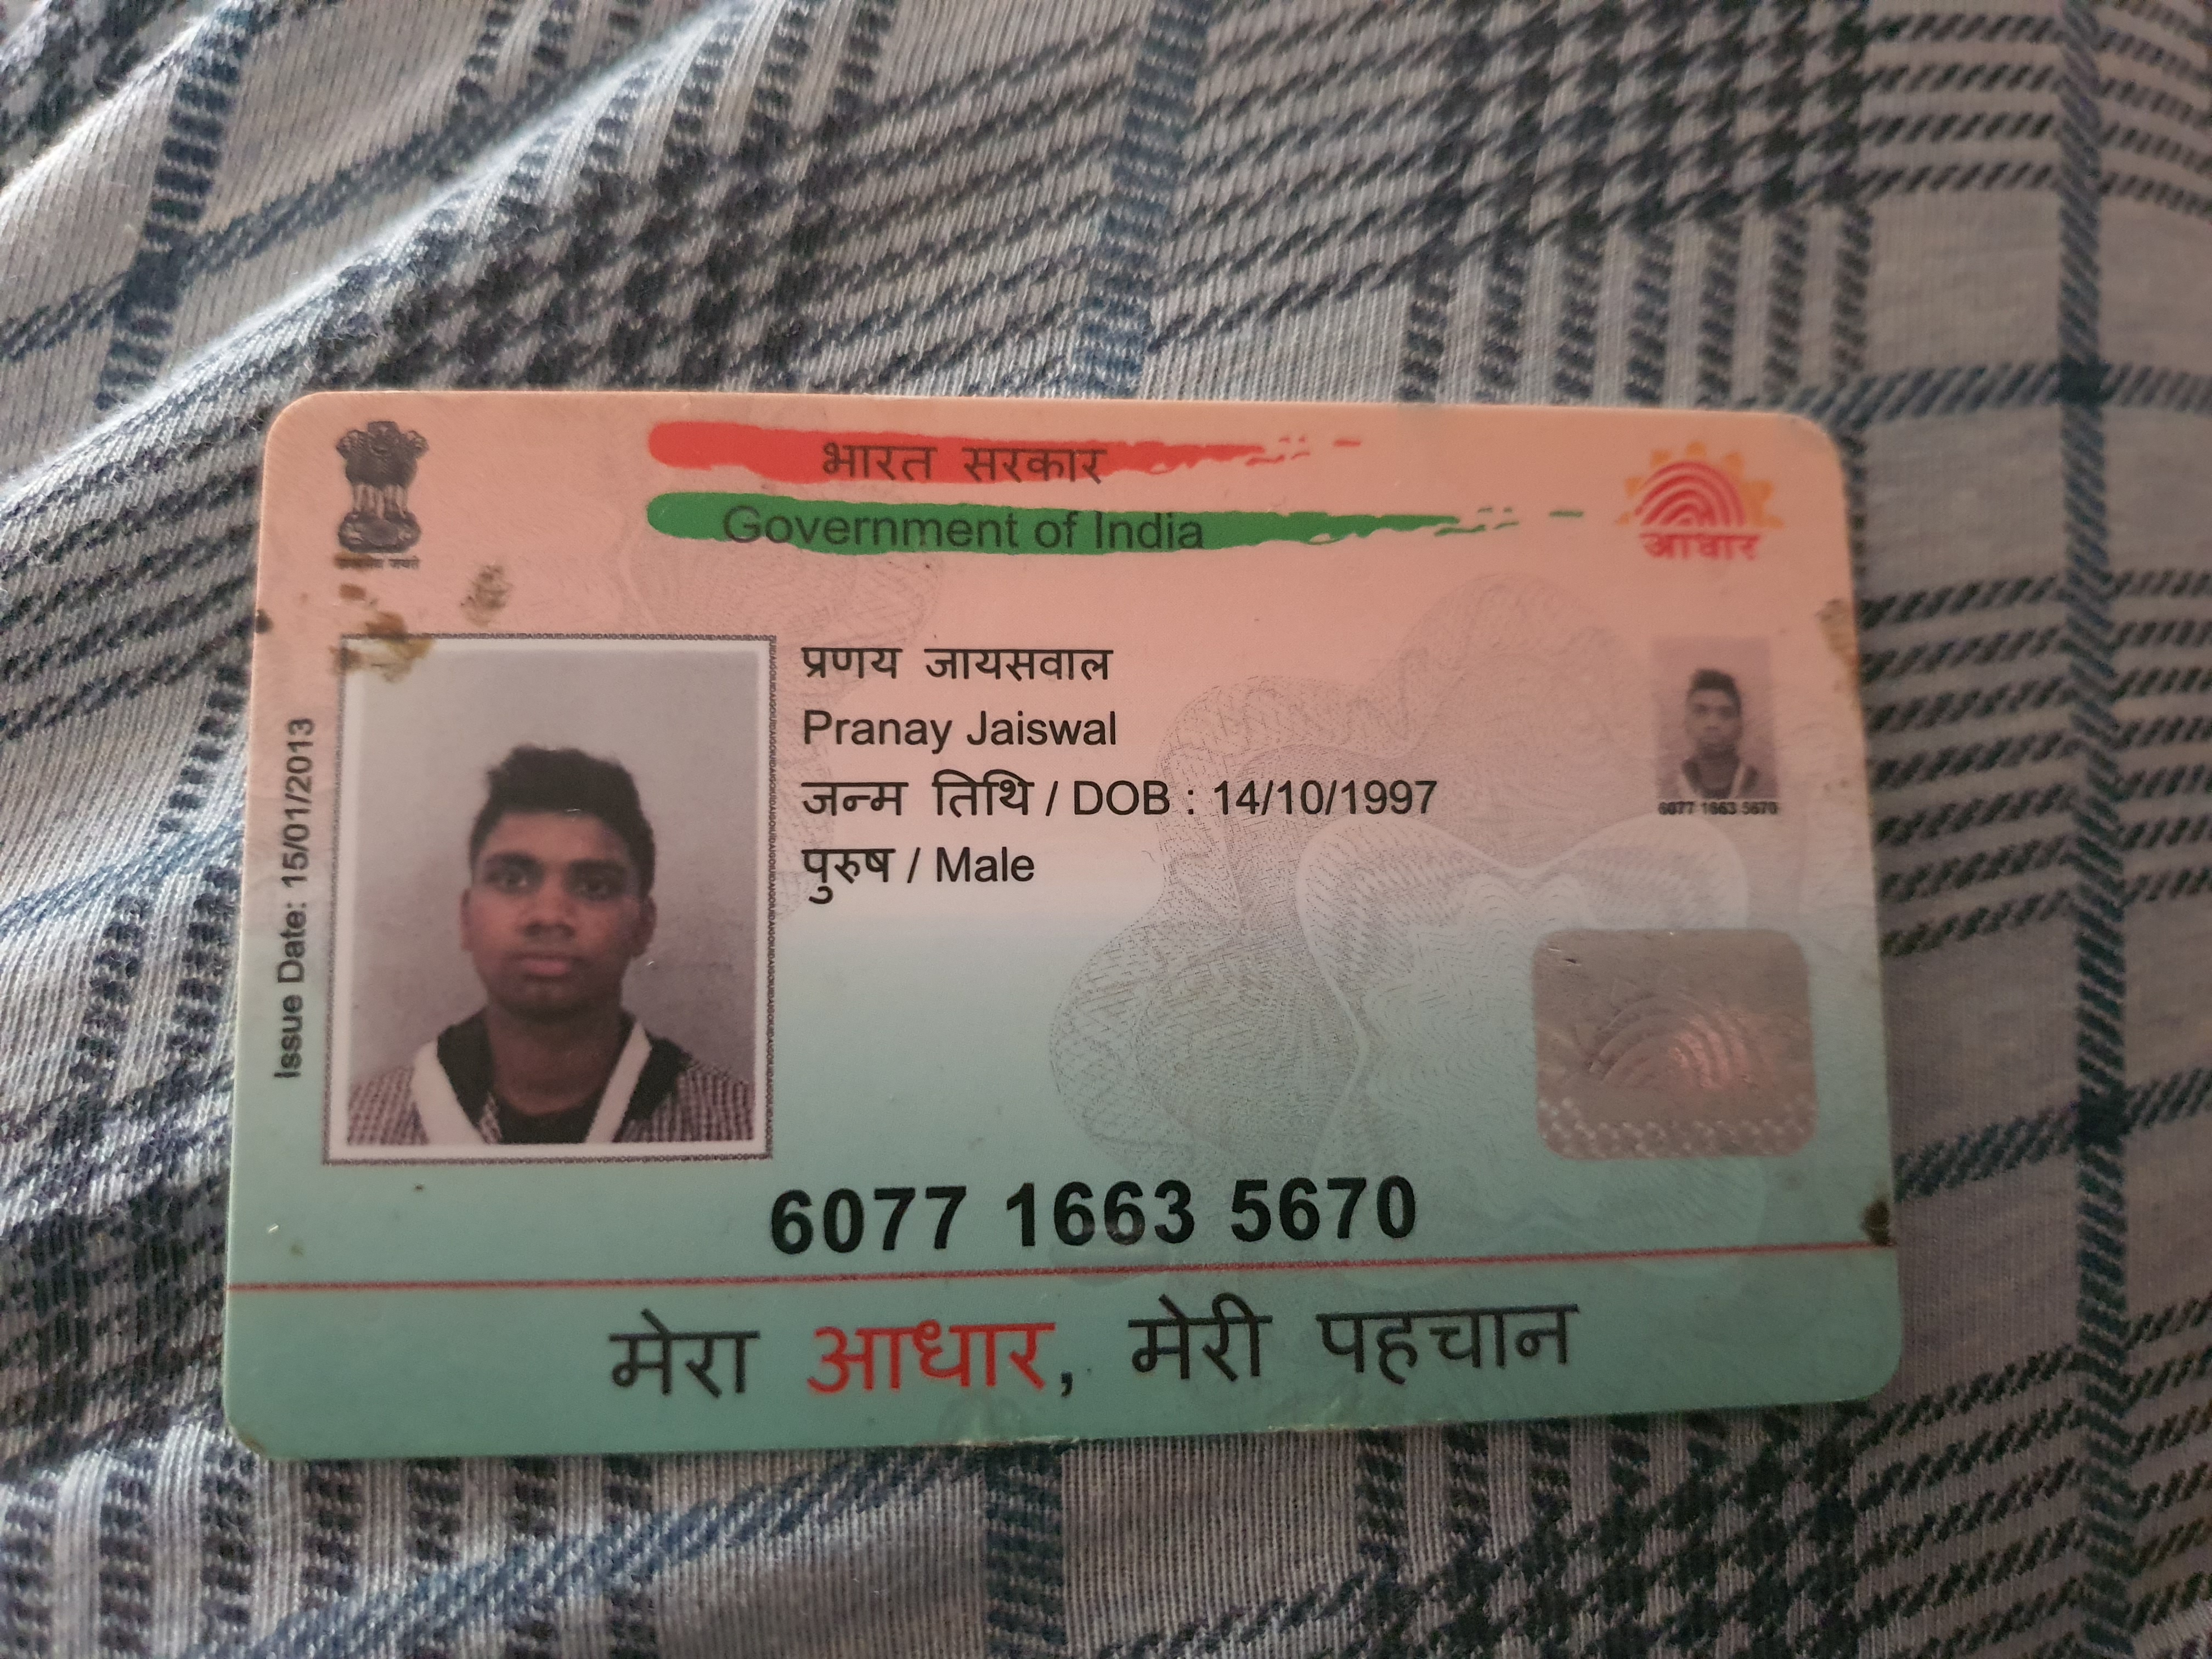 भारत सरकार
Government of India
आधार
Issue Date: 15/01/2013
प्रणय जायसवाल
Pranay Jaiswal
जन्म तिथि / DOB : 14/10/1997
पुरुष / Male
6077 1663 5670
6077 1663 5670
मेरा आधार, मेरी पहचान